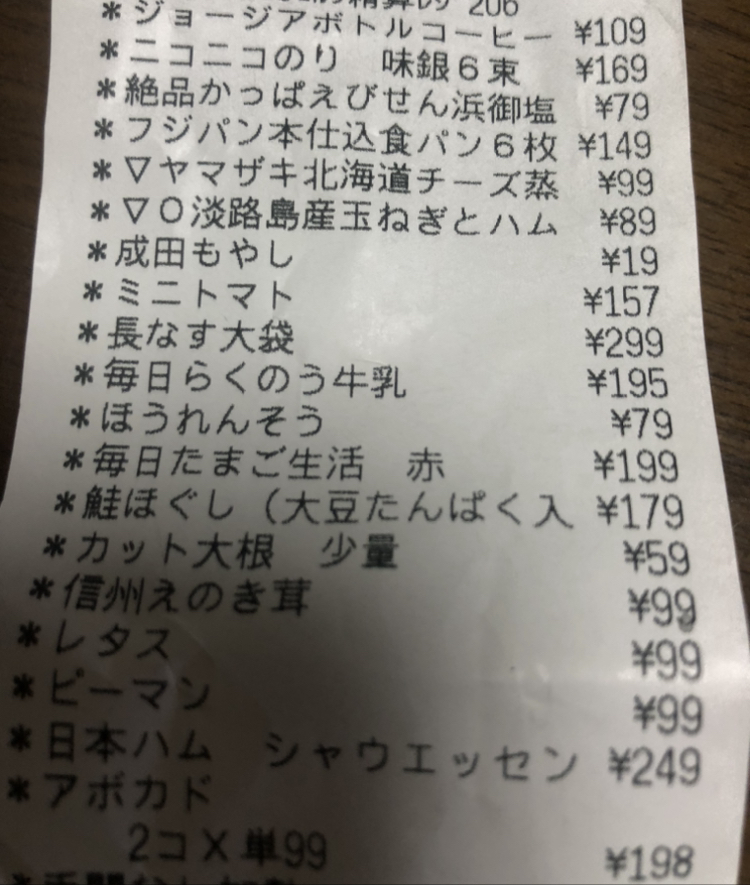 206
*ジョージアボトルコーヒー ¥109
*ニコニコのり 味銀6束 ¥169
*絶品かっぱえびせん浜御塩 ¥79
*フジパン本仕込食パン6枚 ¥149
*▽ヤマザキ北海道チーズ蒸 ¥99
*▽○淡路島産玉ねぎとハム ¥89
*成田もやし ¥19
*ミニトマト ¥157
*長なす大袋 ¥299
*毎日らくのう牛乳 ¥195
*ほうれんそう ¥79
*毎日たまご生活 赤 ¥199
*鮭ほぐし(大豆たんぱく入 ¥179
*カット大根 少量 ¥59
*信州えのき茸 ¥99
*レタス ¥99
*ピーマン ¥99
*日本ハム シャウエッセン ¥249
*アボカド
2コX単99 ¥198